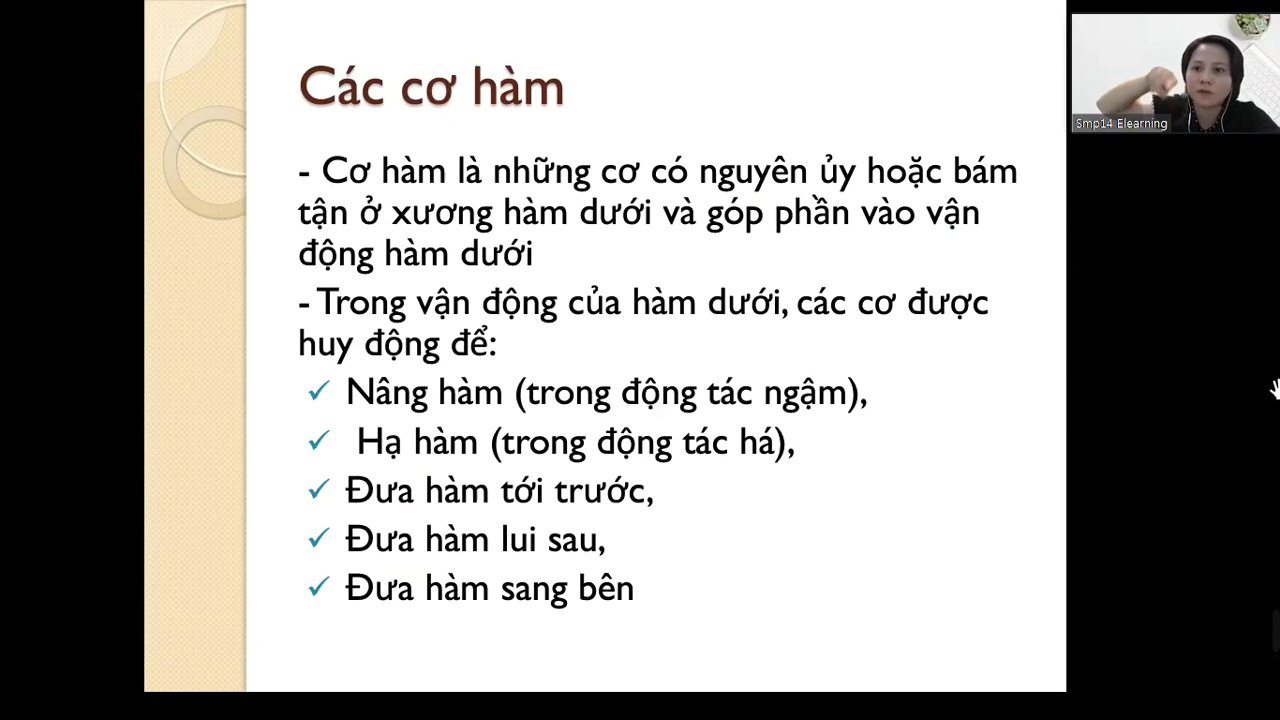 Các cơ hàm
- Cơ hàm là những cơ có nguyên ủy hoặc bám
tận ở xương hàm dưới và góp phần vào vận
động hàm dưới
- Trong vận động của hàm dưới, các cơ được
huy động để:
✓ Nâng hàm (trong động tác ngậm),
✓ Hạ hàm (trong động tác há),
✓ Đưa hàm tới trước,
✓ Đưa hàm lui sau,
✓ Đưa hàm sang bên
Smp14 Elearning